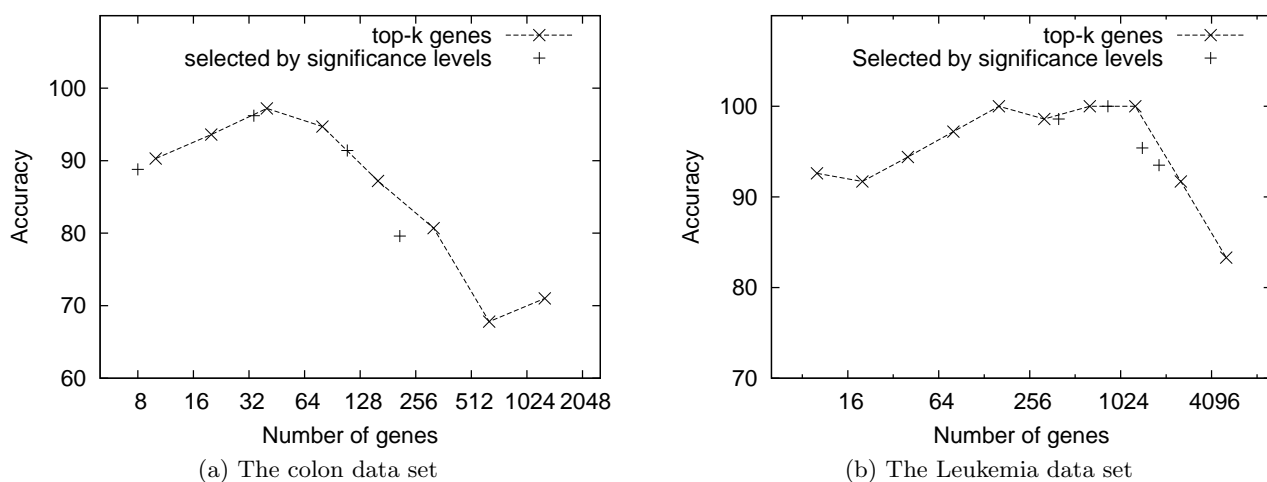 top-k genes
selected by significance levels
100
90
80
70
60
Accuracy
8 16 32 64 128 256 512 1024 2048
Number of genes
(a) The colon data set
top-k genes
Selected by significance levels
100
90
80
70
Accuracy
16 64 256 1024 4096
Number of genes
(b) The Leukemia data set